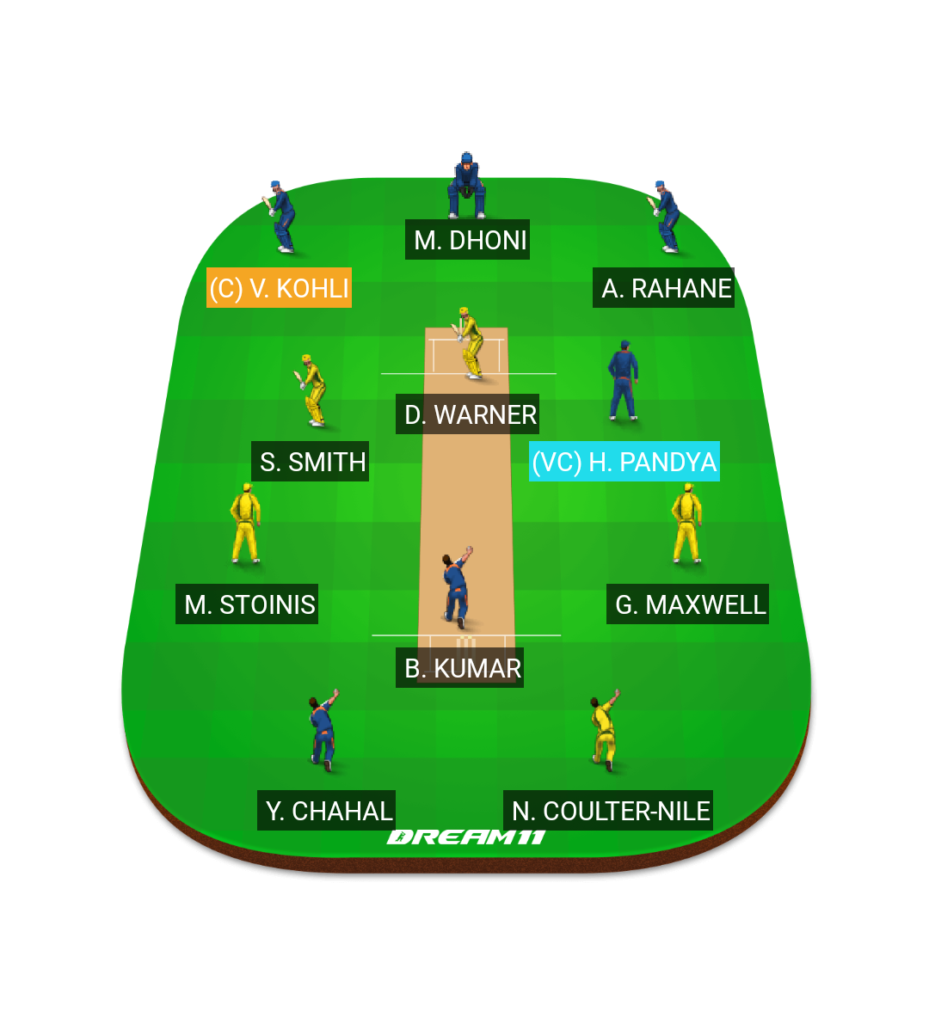 M. DHONI
(C) V. KOHLI
A. RAHANE
D. WARNER
S. SMITH
(VC) H. PANDYA
M. STOINIS
G. MAXWELL
B. KUMAR
Y. CHAHAL
N. COULTER-NILE
DREAM11